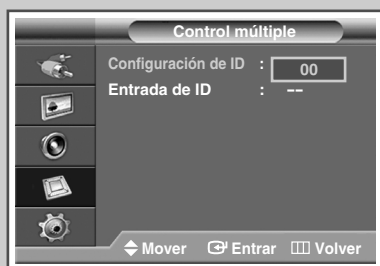 Control múltiple
Configuración de ID : 00
Entrada de ID : --
Mover Entrar Volver